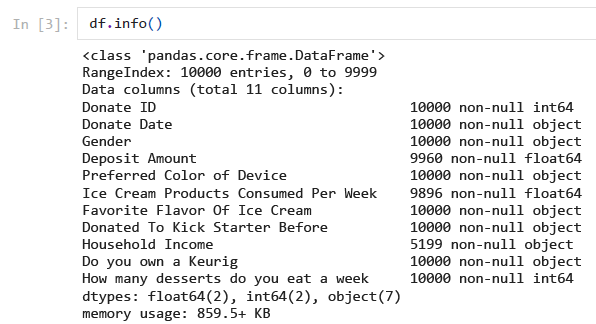 In [3]: df.info()
<class 'pandas.core.frame.DataFrame'>
RangeIndex: 10000 entries, 0 to 9999
Data columns (total 11 columns):
Donate ID 10000 non-null int64
Donate Date 10000 non-null object
Gender 10000 non-null object
Deposit Amount 9960 non-null float64
Preferred Color of Device 10000 non-null object
Ice Cream Products Consumed Per Week 9896 non-null float64
Favorite Flavor Of Ice Cream 10000 non-null object
Donated To Kick Starter Before 10000 non-null object
Household Income 5199 non-null object
Do you own a Keurig 10000 non-null object
How many desserts do you eat a week 10000 non-null int64
dtypes: float64(2), int64(2), object(7)
memory usage: 859.5+ KB